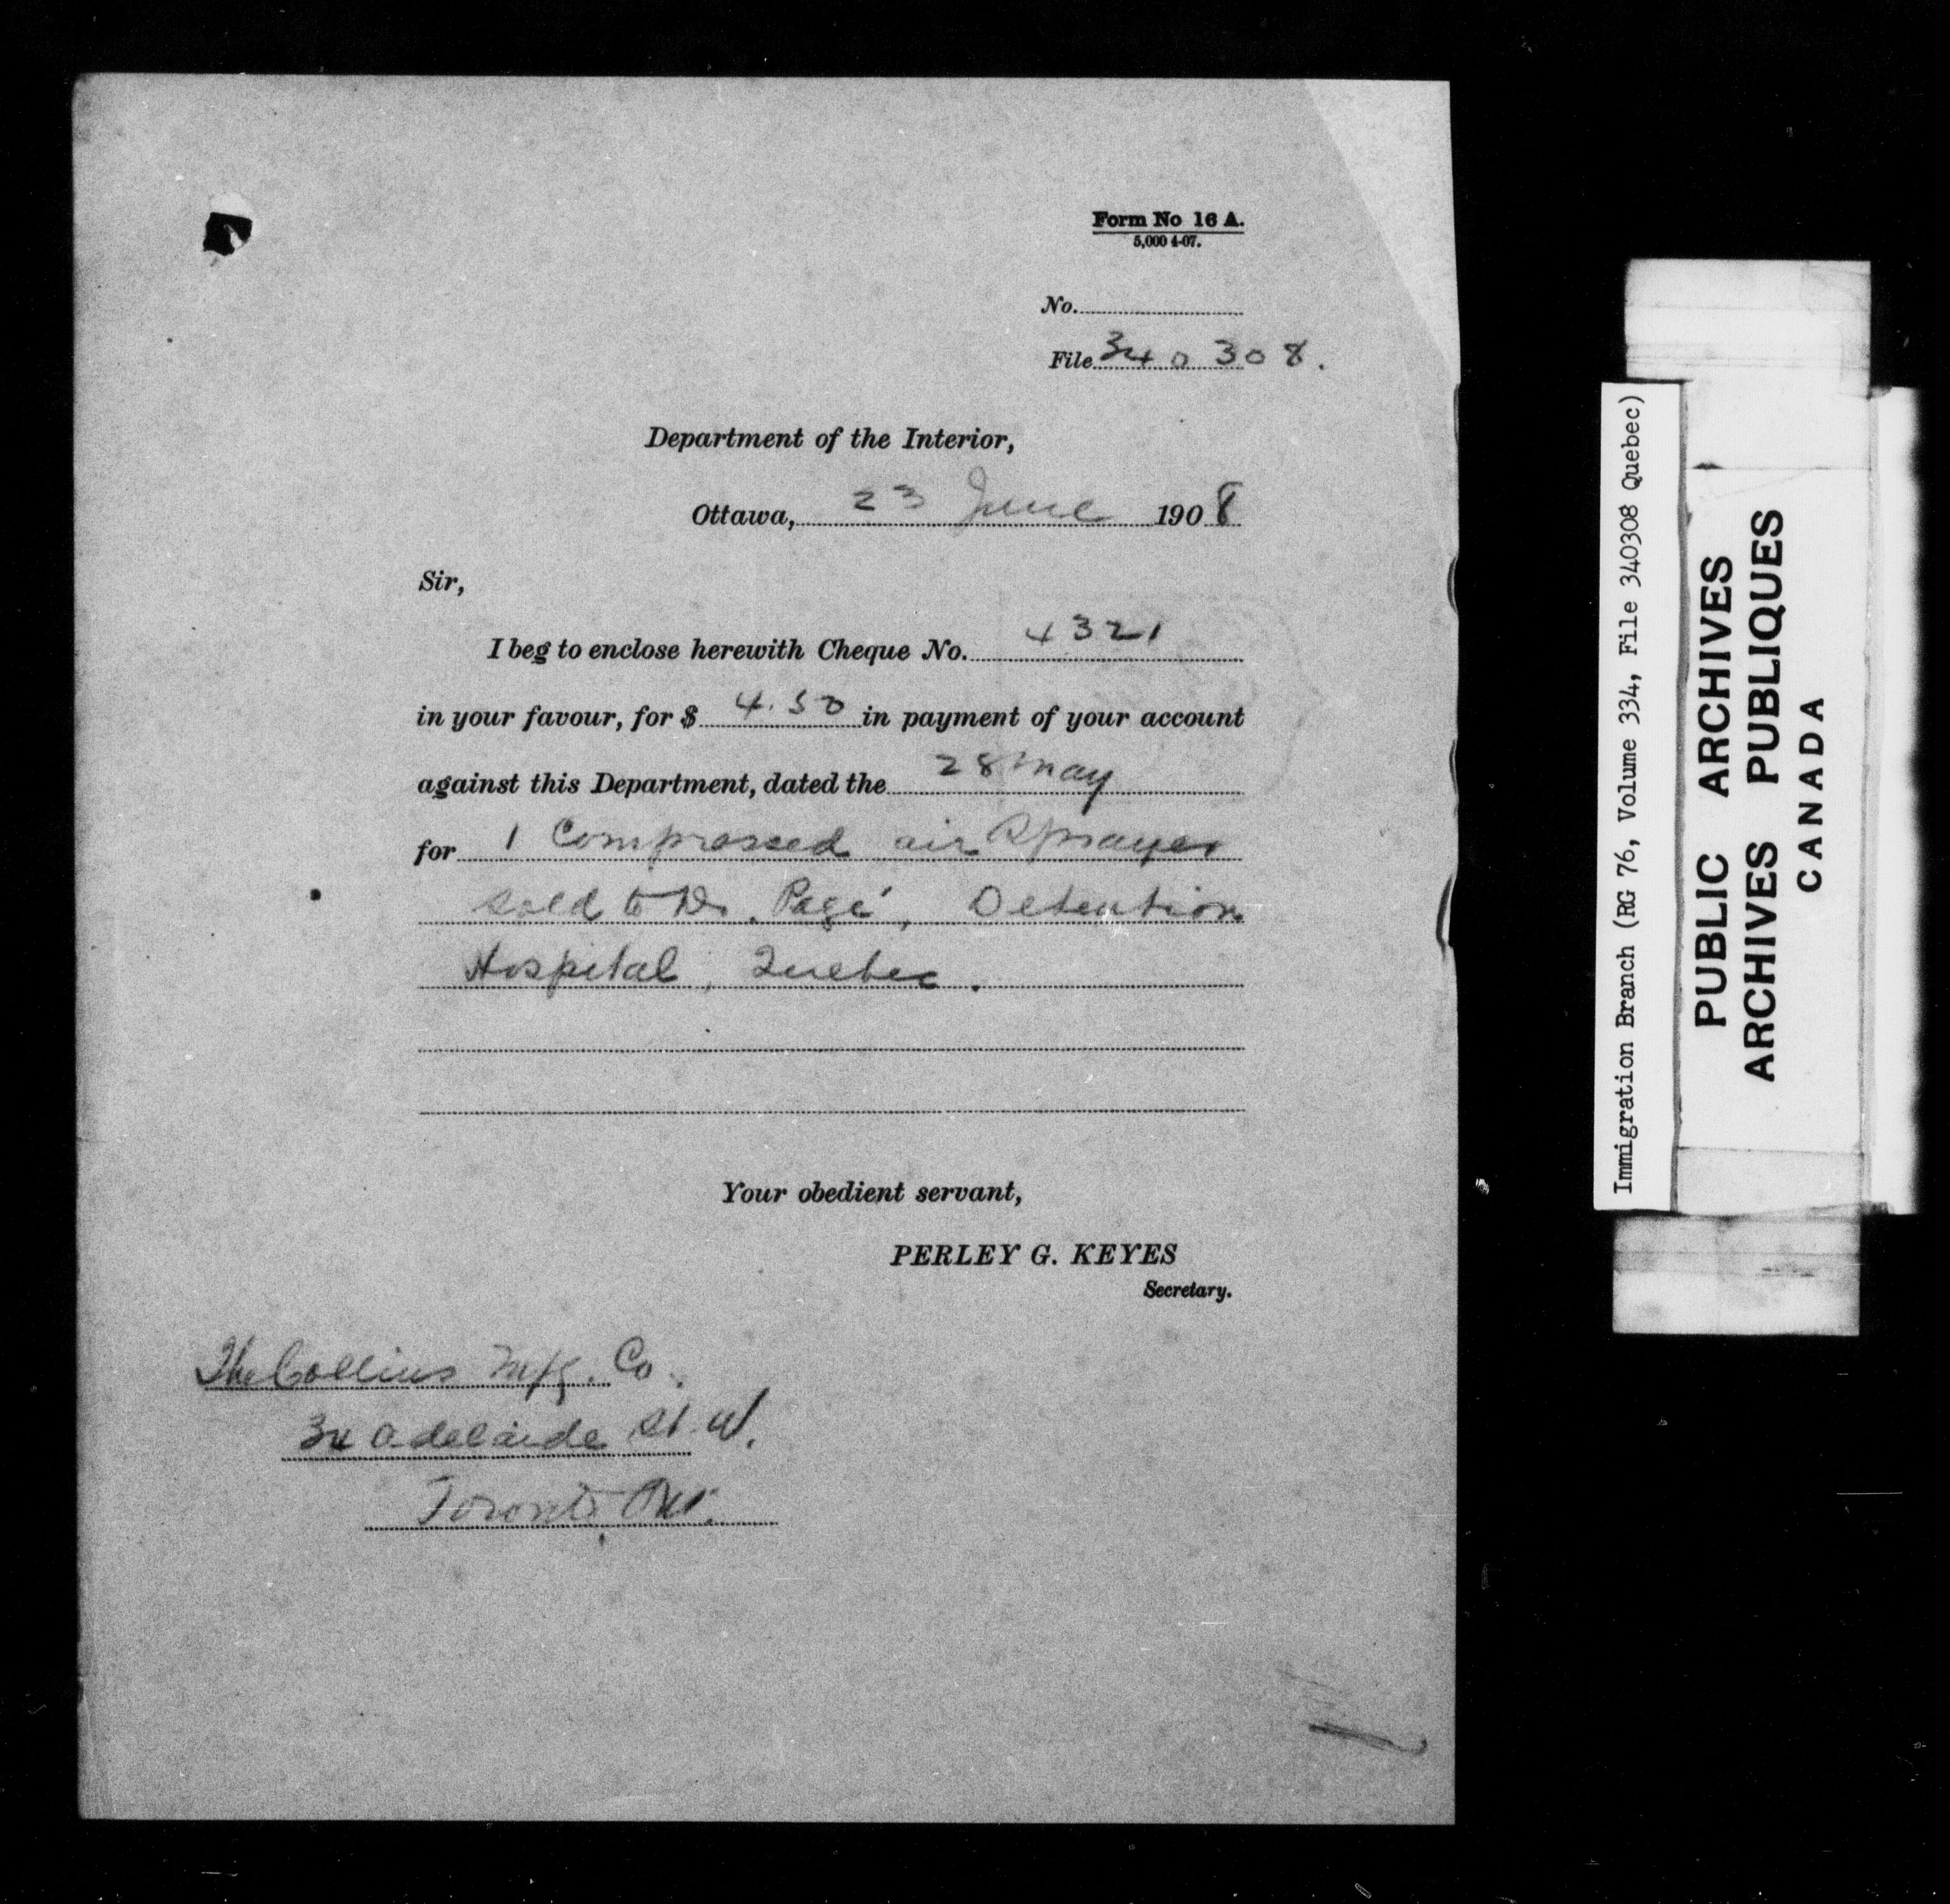 Form No 16 A.
5,000 4-07.
No.
File 340308.
Department of the Interior,
Ottawa, 23 June 1908
Sir,
I beg to enclose herewith Cheque No. 4321
in your favour, for $ 4.50 in payment of your account
against this Department, dated the 28 May
for 1 Compressed air Sprayer
sold to Dr. Pagé, Detention
Hospital, Quebec.
Your obedient servant,
PERLEY G. KEYES
Secretary.
The Collins Mfg. Co.
34 Adelaide St. W.
Toronto, Ont.
Immigration Branch (RG 76, Volume 334, File 340308 Quebec)
PUBLIC ARCHIVES
ARCHIVES PUBLIQUES
CANADA